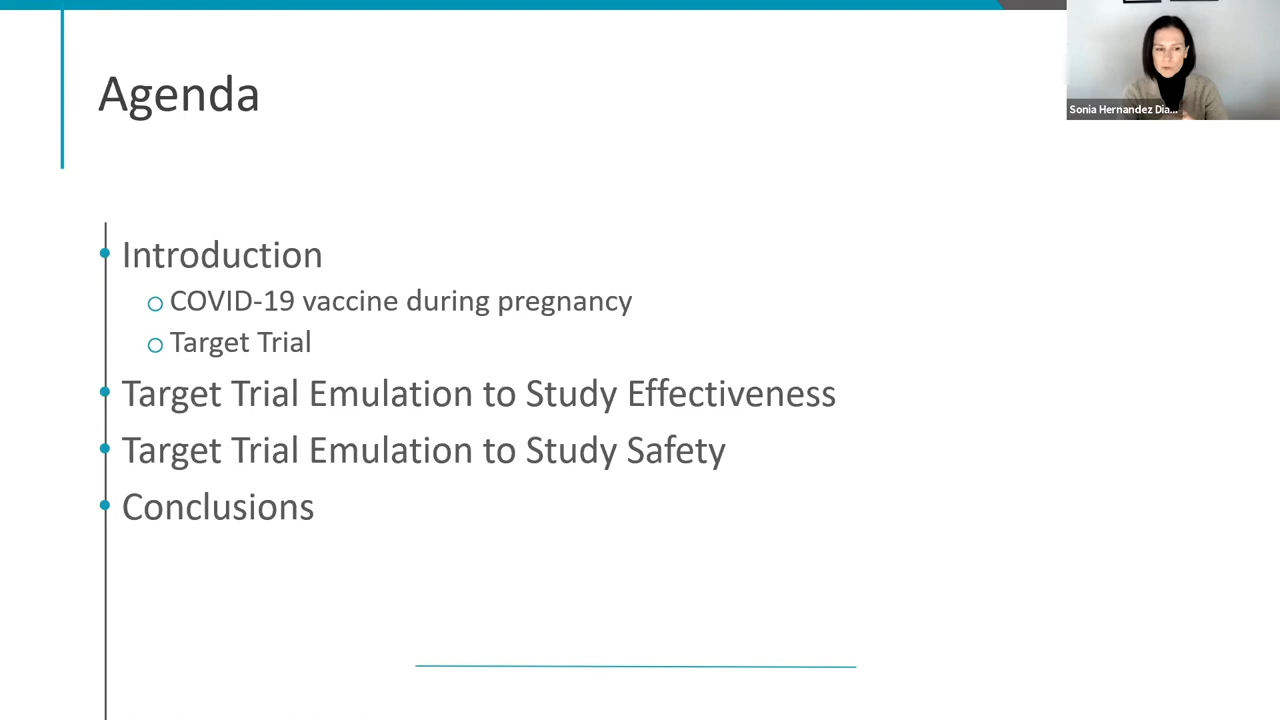 Agenda
Sonia Hernandez Dia...
• Introduction
o COVID-19 vaccine during pregnancy
o Target Trial
• Target Trial Emulation to Study Effectiveness
• Target Trial Emulation to Study Safety
• Conclusions